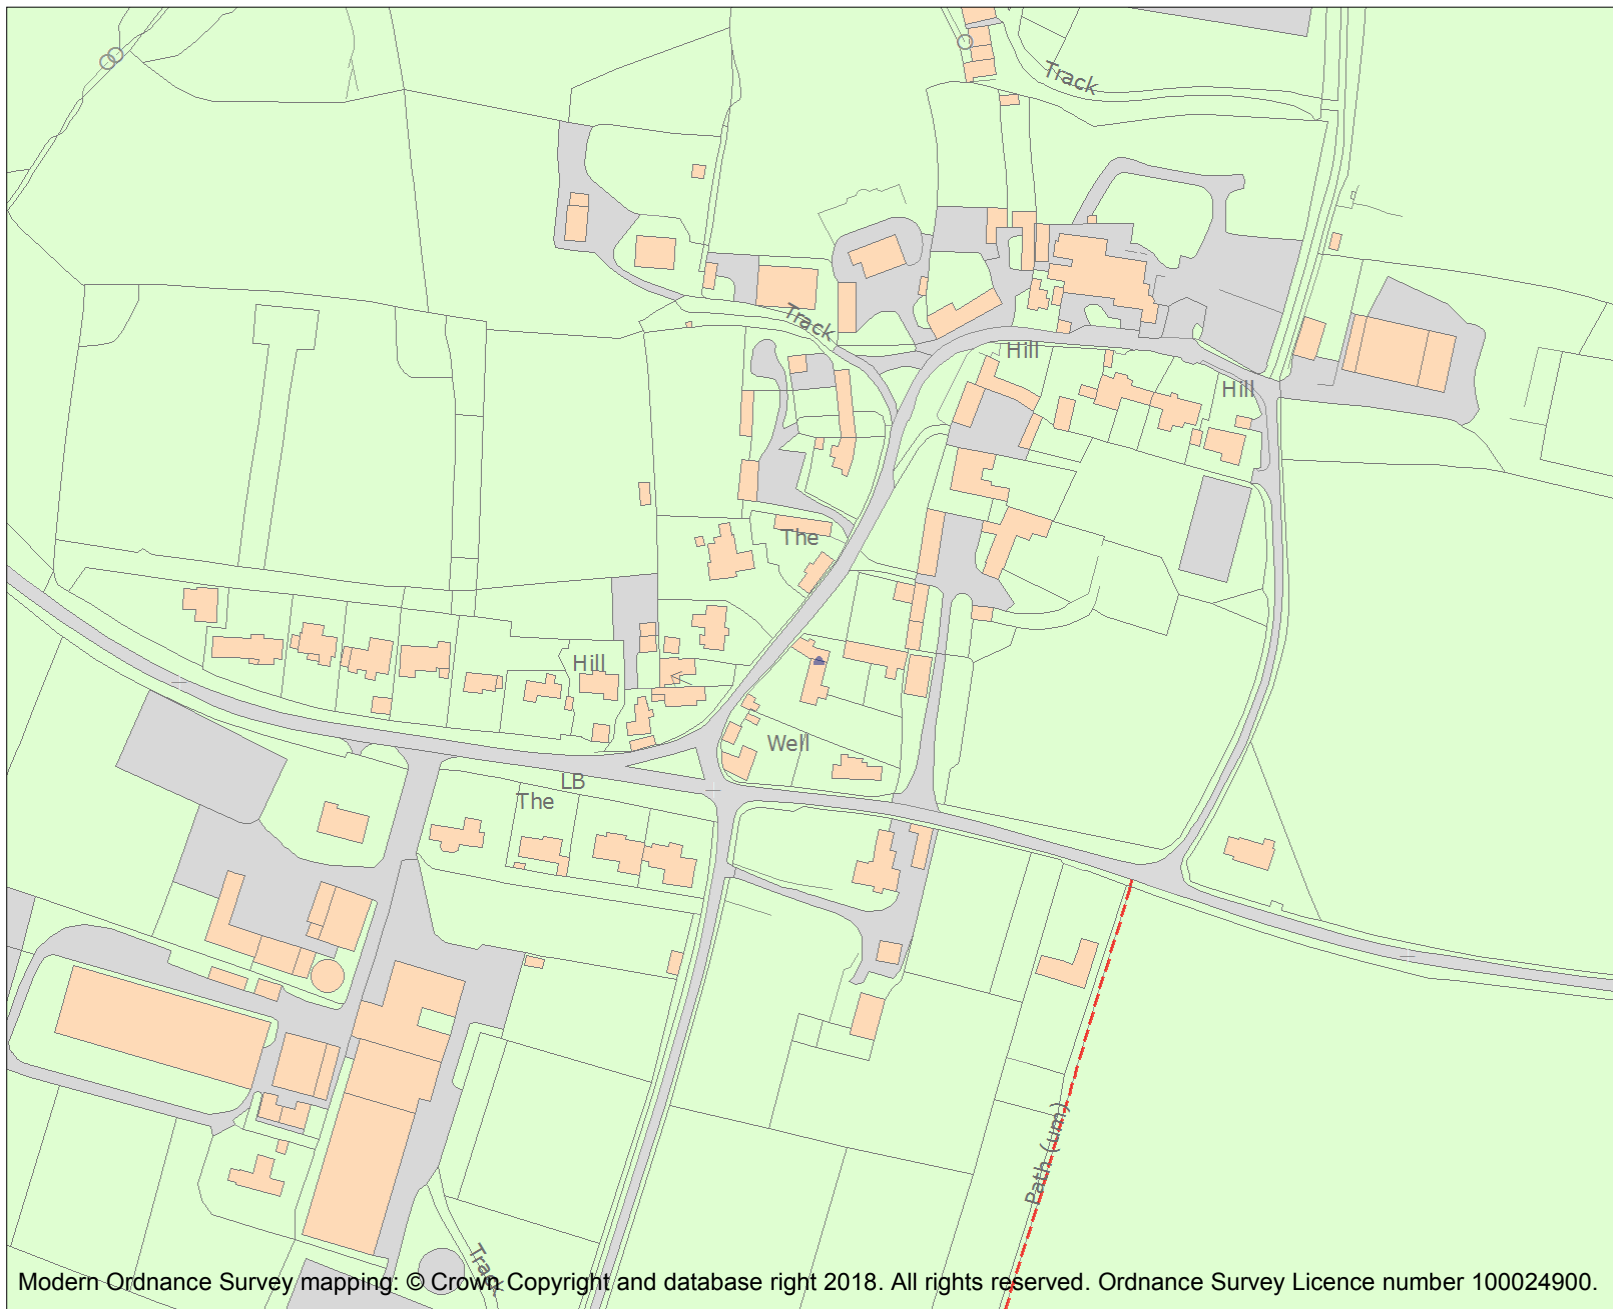 Track
Track
Hill
Hill
The
Hill
Well
LB
The
Path (um)
Track
Modern Ordnance Survey mapping: © Crown Copyright and database right 2018. All rights reserved. Ordnance Survey Licence number 100024900.